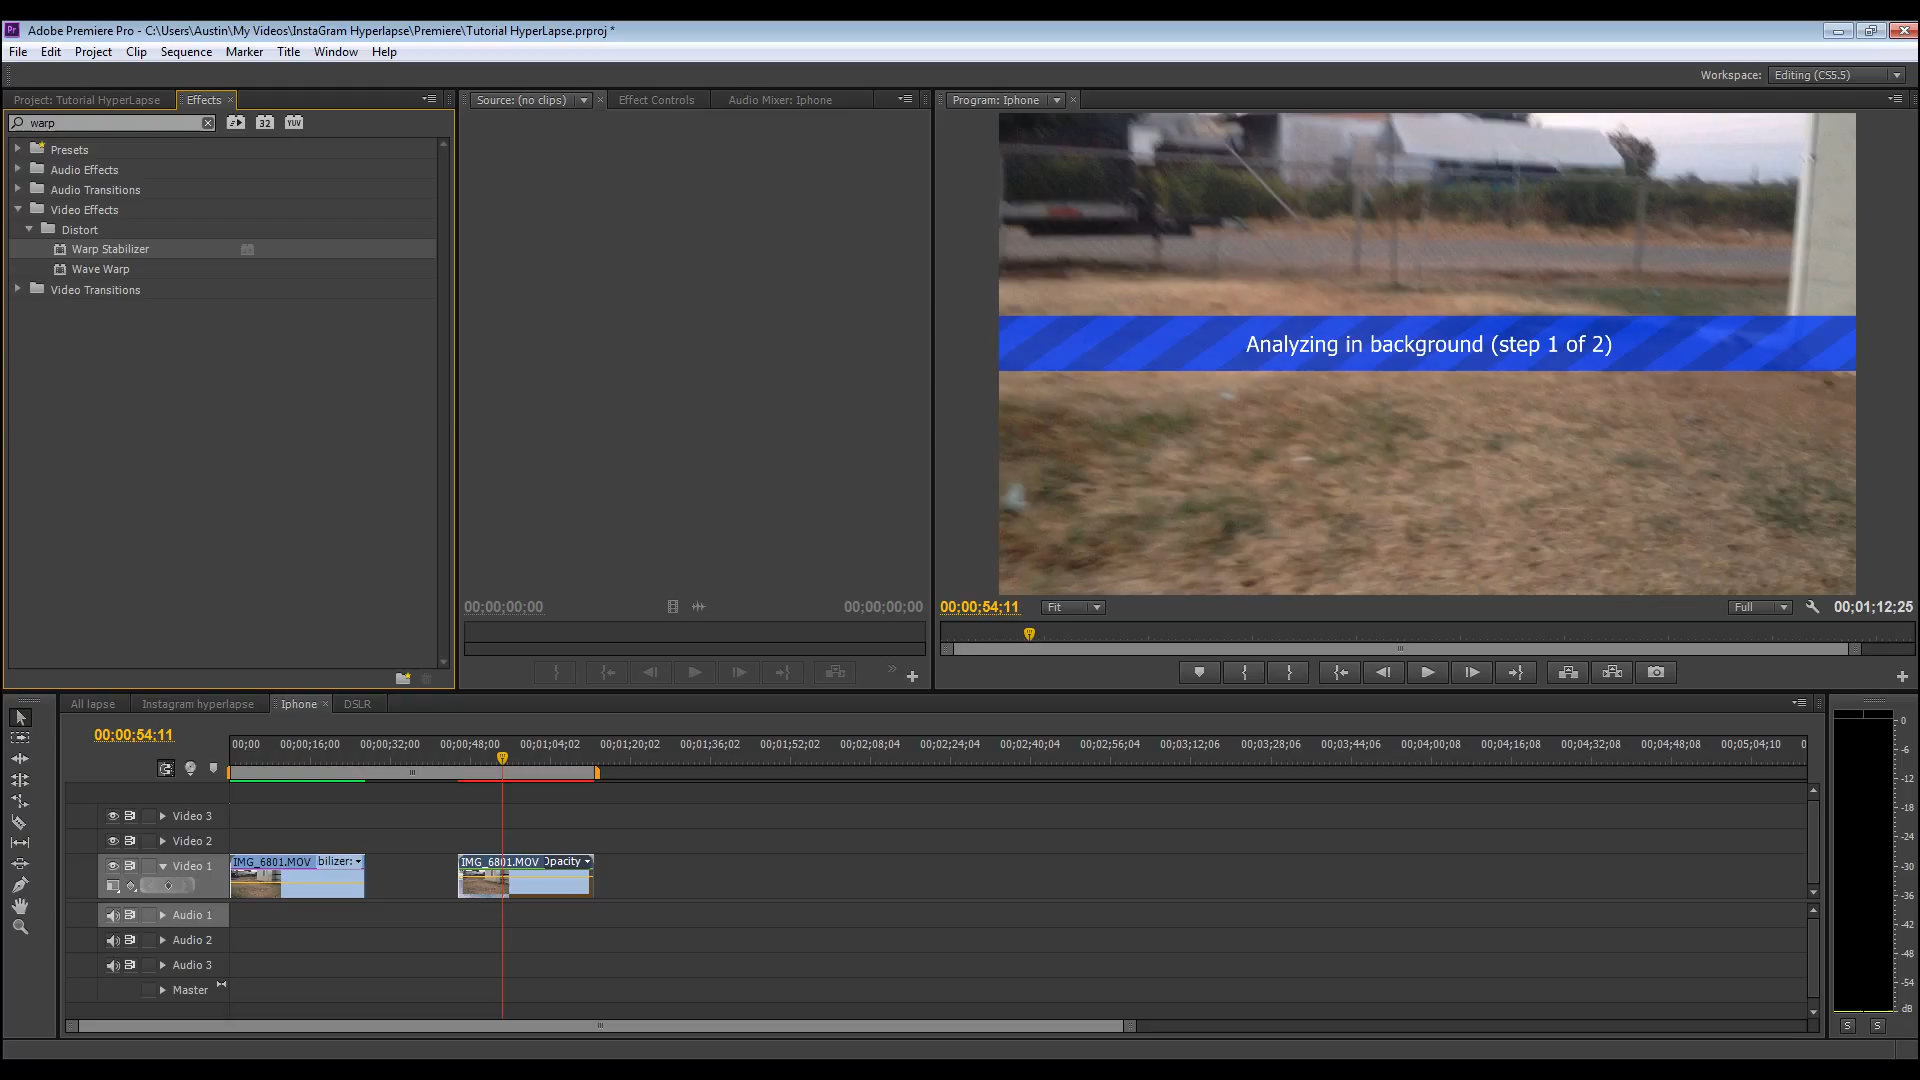 Pr Adobe Premiere Pro - C:\Users\Austin\My Videos\InstaGram Hyperlapse\Premiere\Tutorial HyperLapse.prproj *
File Edit Project Clip Sequence Marker Title Window Help
Workspace: Editing (CS5.5)
Project: Tutorial HyperLapse Effects
warp 32 YUV
Presets
Audio Effects
Audio Transitions
Video Effects
Distort
Warp Stabilizer
Wave Warp
Video Transitions
Source: (no clips) Effect Controls Audio Mixer: Iphone
00;00;00;00 00;00;00;00
Program: Iphone
Analyzing in background (step 1 of 2)
00;00;54;11 Fit Full 00;01;12;25
All lapse Instagram hyperlapse Iphone DSLR
00;00;54;11
00;00 00;00;16;00 00;00;32;00 00;00;48;00 00;01;04;02 00;01;20;02 00;01;36;02 00;01;52;02 00;02;08;04 00;02;24;04 00;02;40;04 00;02;56;04 00;03;12;06 00;03;28;06 00;03;44;06 00;04;00;08 00;04;16;08 00;04;32;08 00;04;48;08 00;05;04;10 0
Video 3
Video 2
Video 1
IMG_6801.MOV bilizer: IMG_6801.MOV Opacity
Audio 1
Audio 2
Audio 3
Master
0
-6
-12
-18
-24
-30
-36
-42
-48
-54
dB
S S